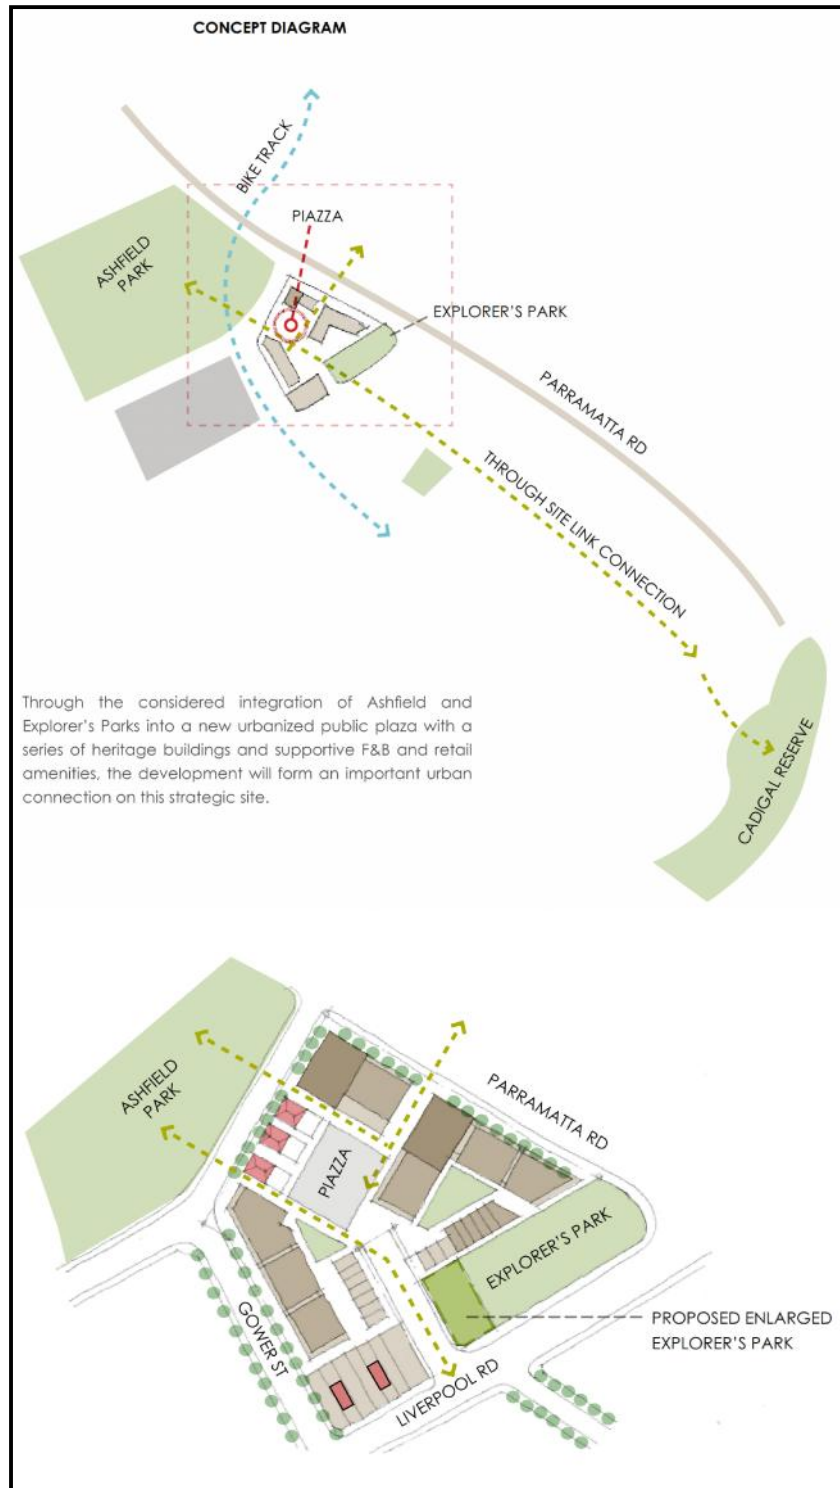 CONCEPT DIAGRAM
BIKE TRACK
PIAZZA
ASHFIELD
PARK
EXPLORER'S PARK
PARRAMATTA RD
THROUGH SITE LINK CONNECTION
Through the considered integration of Ashfield and
Explorer's Parks into a new urbanized public plaza with a
series of heritage buildings and supportive F&B and retail
amenities, the development will form an important urban
connection on this strategic site.
CADIGAL RESERVE
ASHFIELD
PARK
PARRAMATTA RD
PIAZZA
EXPLORER'S PARK
GOWER ST
PROPOSED ENLARGED
EXPLORER'S PARK
LIVERPOOL RD